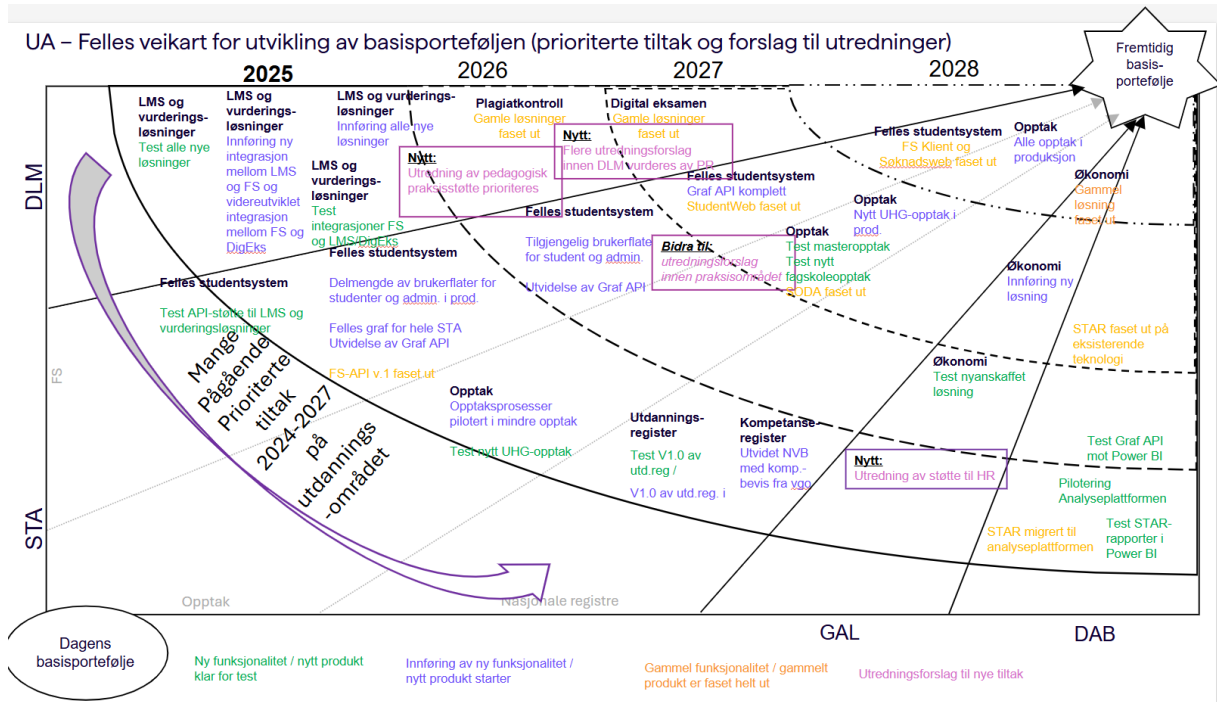 UA – Felles veikart for utvikling av basisporteføljen (prioriterte tiltak og forslag til utredninger)
Fremtidig
basis-
portefølje
2025
2026
2027
2028
DLM
FS
STA
LMS og
vurderings-
løsninger
Test alle nye
løsninger
LMS og
vurderings-
løsninger
Innføring ny
integrasjon
mellom LMS
og FS og
videreutviklet
integrasjon
mellom FS og
DigEks
LMS og vurderings-
løsninger
Innføring alle nye
løsninger
LMS og
vurderings-
løsninger
Test
integrasjoner FS
og LMS/DigEks
Plagiatkontroll
Gamle løsninger
faset ut
Digital eksamen
Gamle løsninger
faset ut
Nytt:
Utredning av pedagogisk
praksisstøtte prioriteres
Nytt:
Flere utredningsforslag
innen DLM vurderes av PR
Felles studentsystem
FS Klient og
Søknadsweb faset ut
Opptak
Alle opptak i
produksjon
Økonomi
Gammel
løsning
faset ut
Felles studentsystem
Graf API komplett
StudentWeb faset ut
Opptak
Nytt UHG-opptak i
prod.
Felles studentsystem
Tilgjengelig brukerflate
for student og admin.
Utvidelse av Graf API
Bidra til:
utredningsforslag
innen praksisområdet
Opptak
Test masteropptak
Test nytt
fagskoleopptak
SODA faset ut
Felles studentsystem
Test API-støtte til LMS og
vurderingsløsninger
Felles studentsystem
Delmengde av brukerflater for
studenter og admin. i prod.
Felles graf for hele STA
Utvidelse av Graf API
FS-API v.1 faset ut
Økonomi
Innføring ny
løsning
STAR faset ut på
eksisterende
teknologi
Økonomi
Test nyanskaffet
løsning
Mange
Pågående
Prioriterte
tiltak
2024-2027
på
utdannings
-området
Opptak
Opptaksprosesser
pilotert i mindre opptak
Test nytt UHG-opptak
Utdannings-
register
Test V1.0 av
utd.reg /
V1.0 av utd.reg. i
Kompetanse-
register
Utvidet NVB
med komp.-
bevis fra vgo
Nytt:
Utredning av støtte til HR
Test Graf API
mot Power BI
Pilotering
Analyseplattformen
STAR migrert til
analyseplattformen
Test STAR-
rapporter i
Power BI
Opptak
Nasjonale registre
GAL
DAB
Dagens
basisportefølje
Ny funksjonalitet / nytt produkt
klar for test
Innføring av ny funksjonalitet /
nytt produkt starter
Gammel funksjonalitet / gammelt
produkt er faset helt ut
Utredningsforslag til nye tiltak